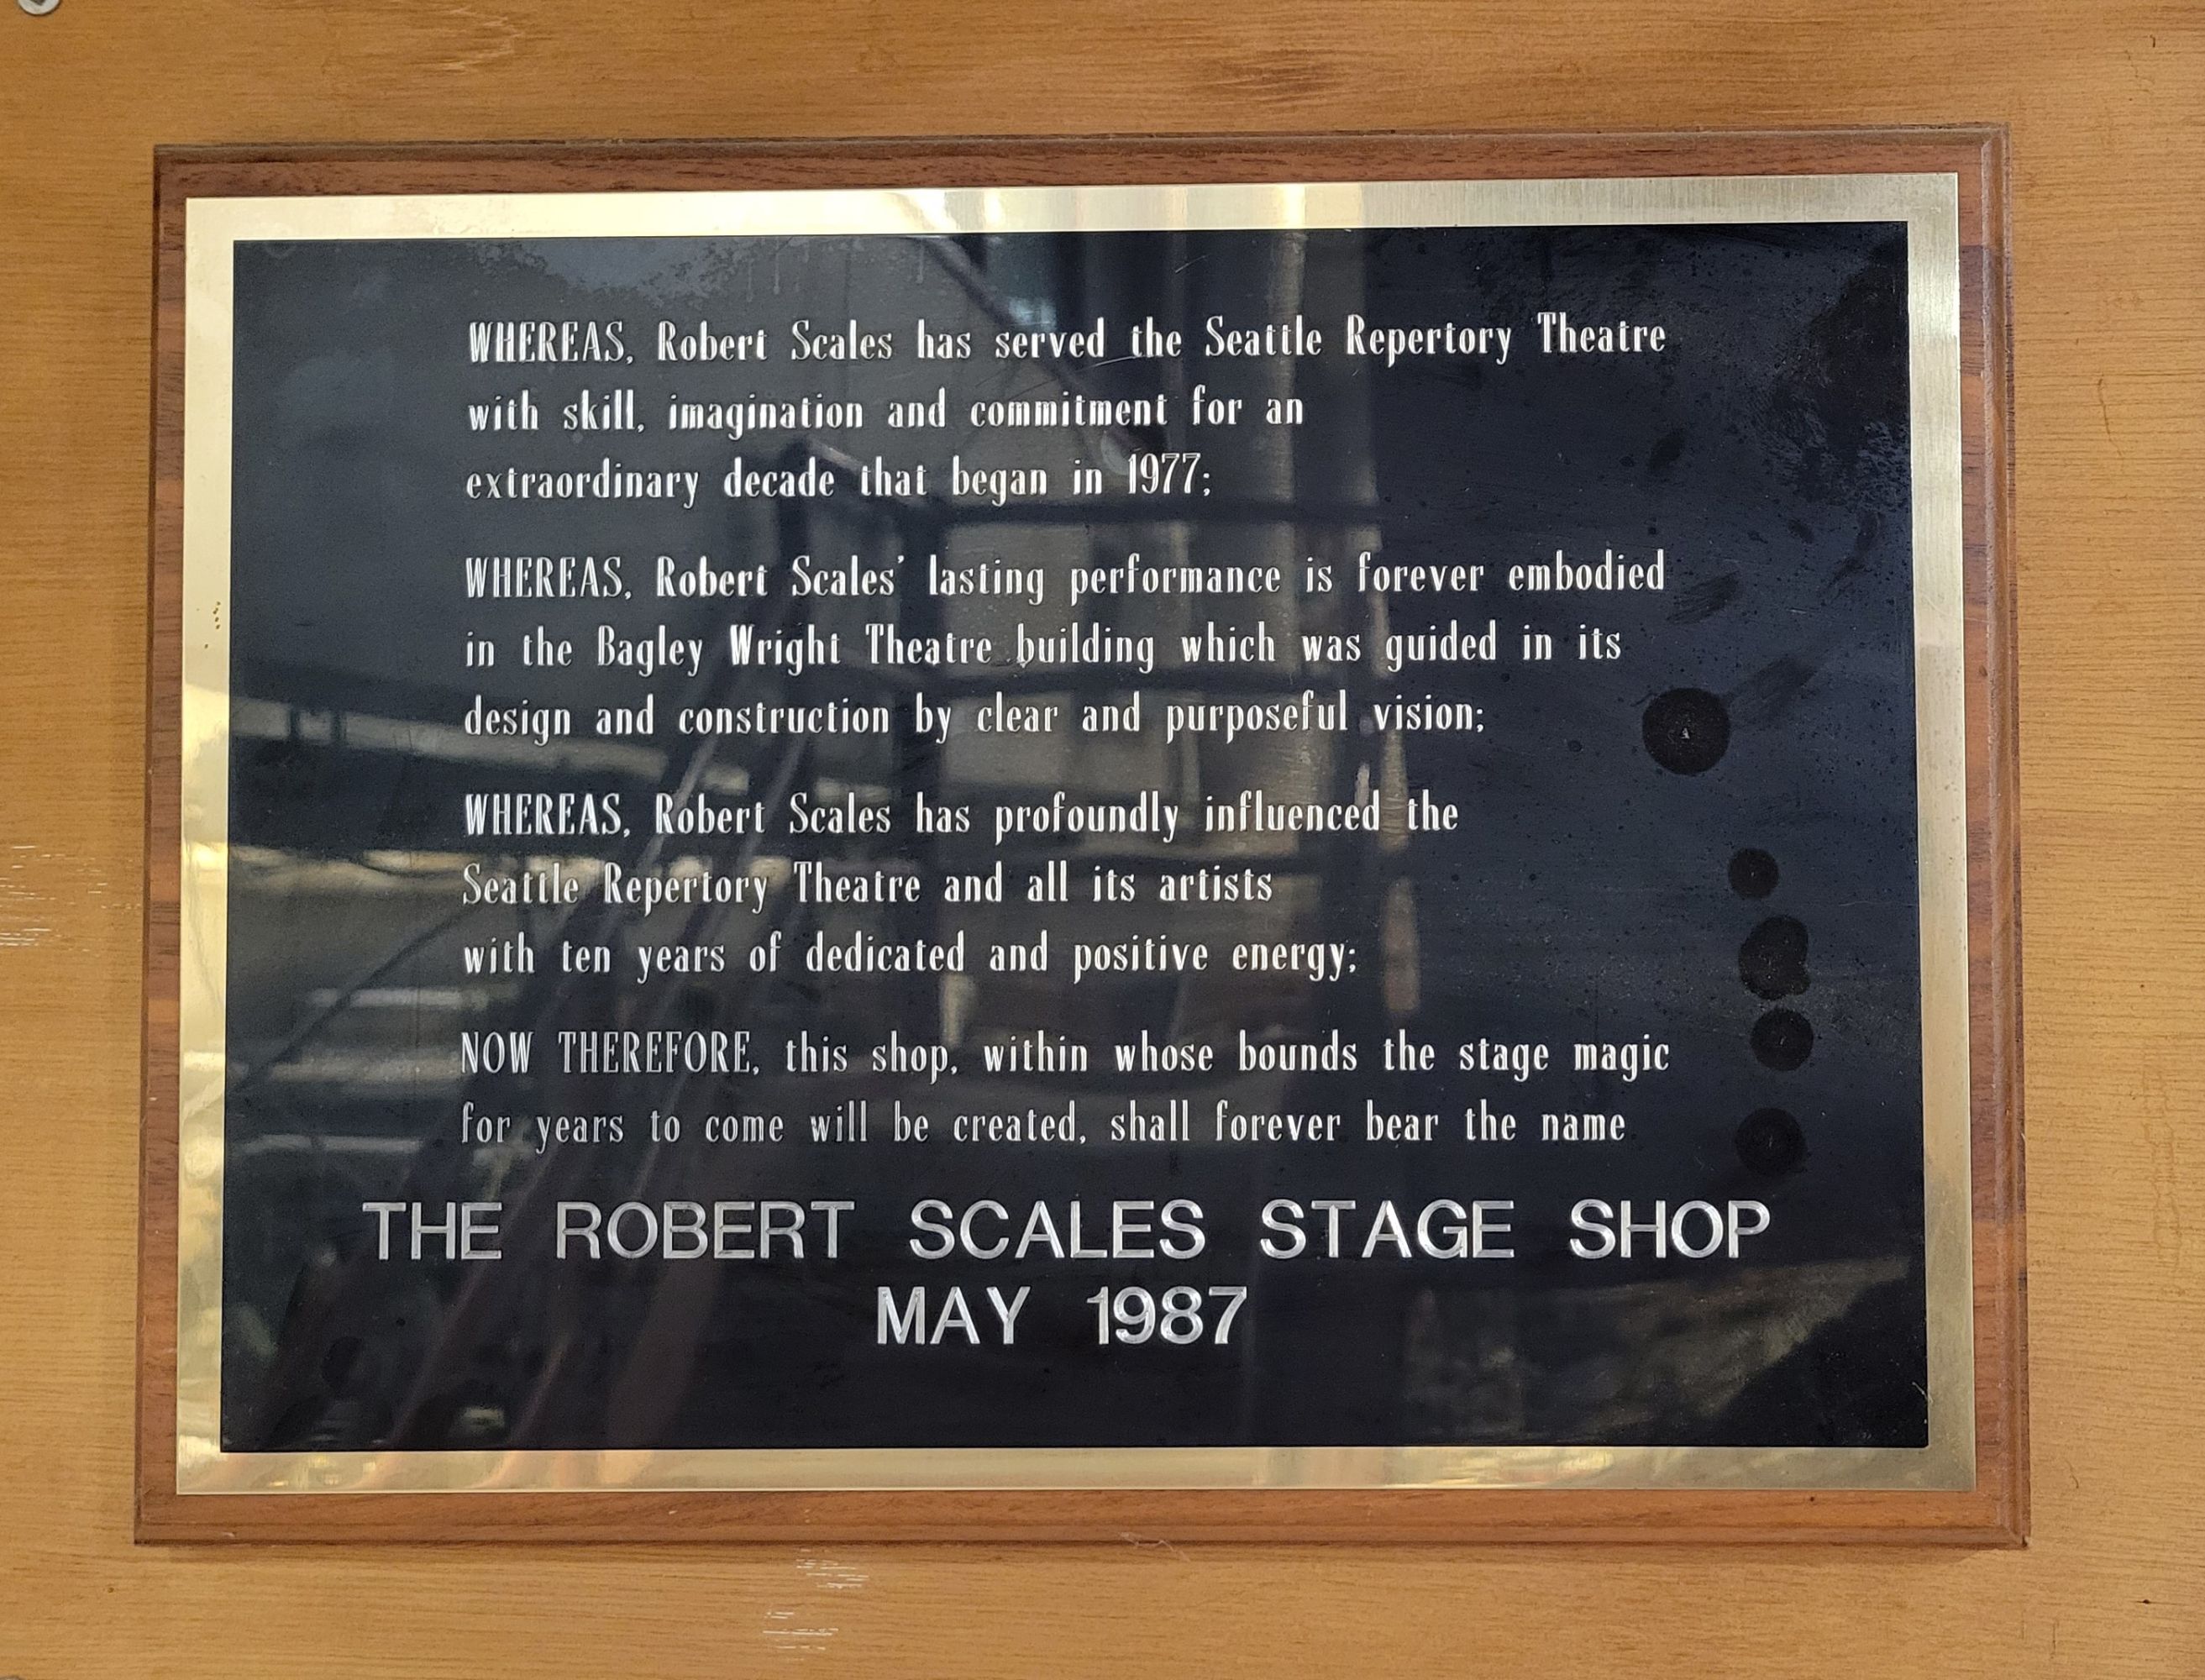 WHEREAS, Robert Scales has served the Seattle Repertory Theatre
with skill, imagination and commitment for an
extraordinary decade that began in 1977;
WHEREAS, Robert Scales' lasting performance is forever embodied
in the Bagley Wright Theatre building which was guided in its
design and construction by clear and purposeful vision;
WHEREAS, Robert Scales has profoundly influenced the
Seattle Repertory Theatre and all its artists
with ten years of dedicated and positive energy;
NOW THEREFORE, this shop, within whose bounds the stage magic
for years to come will be created, shall forever bear the name
THE ROBERT SCALES STAGE SHOP
MAY 1987